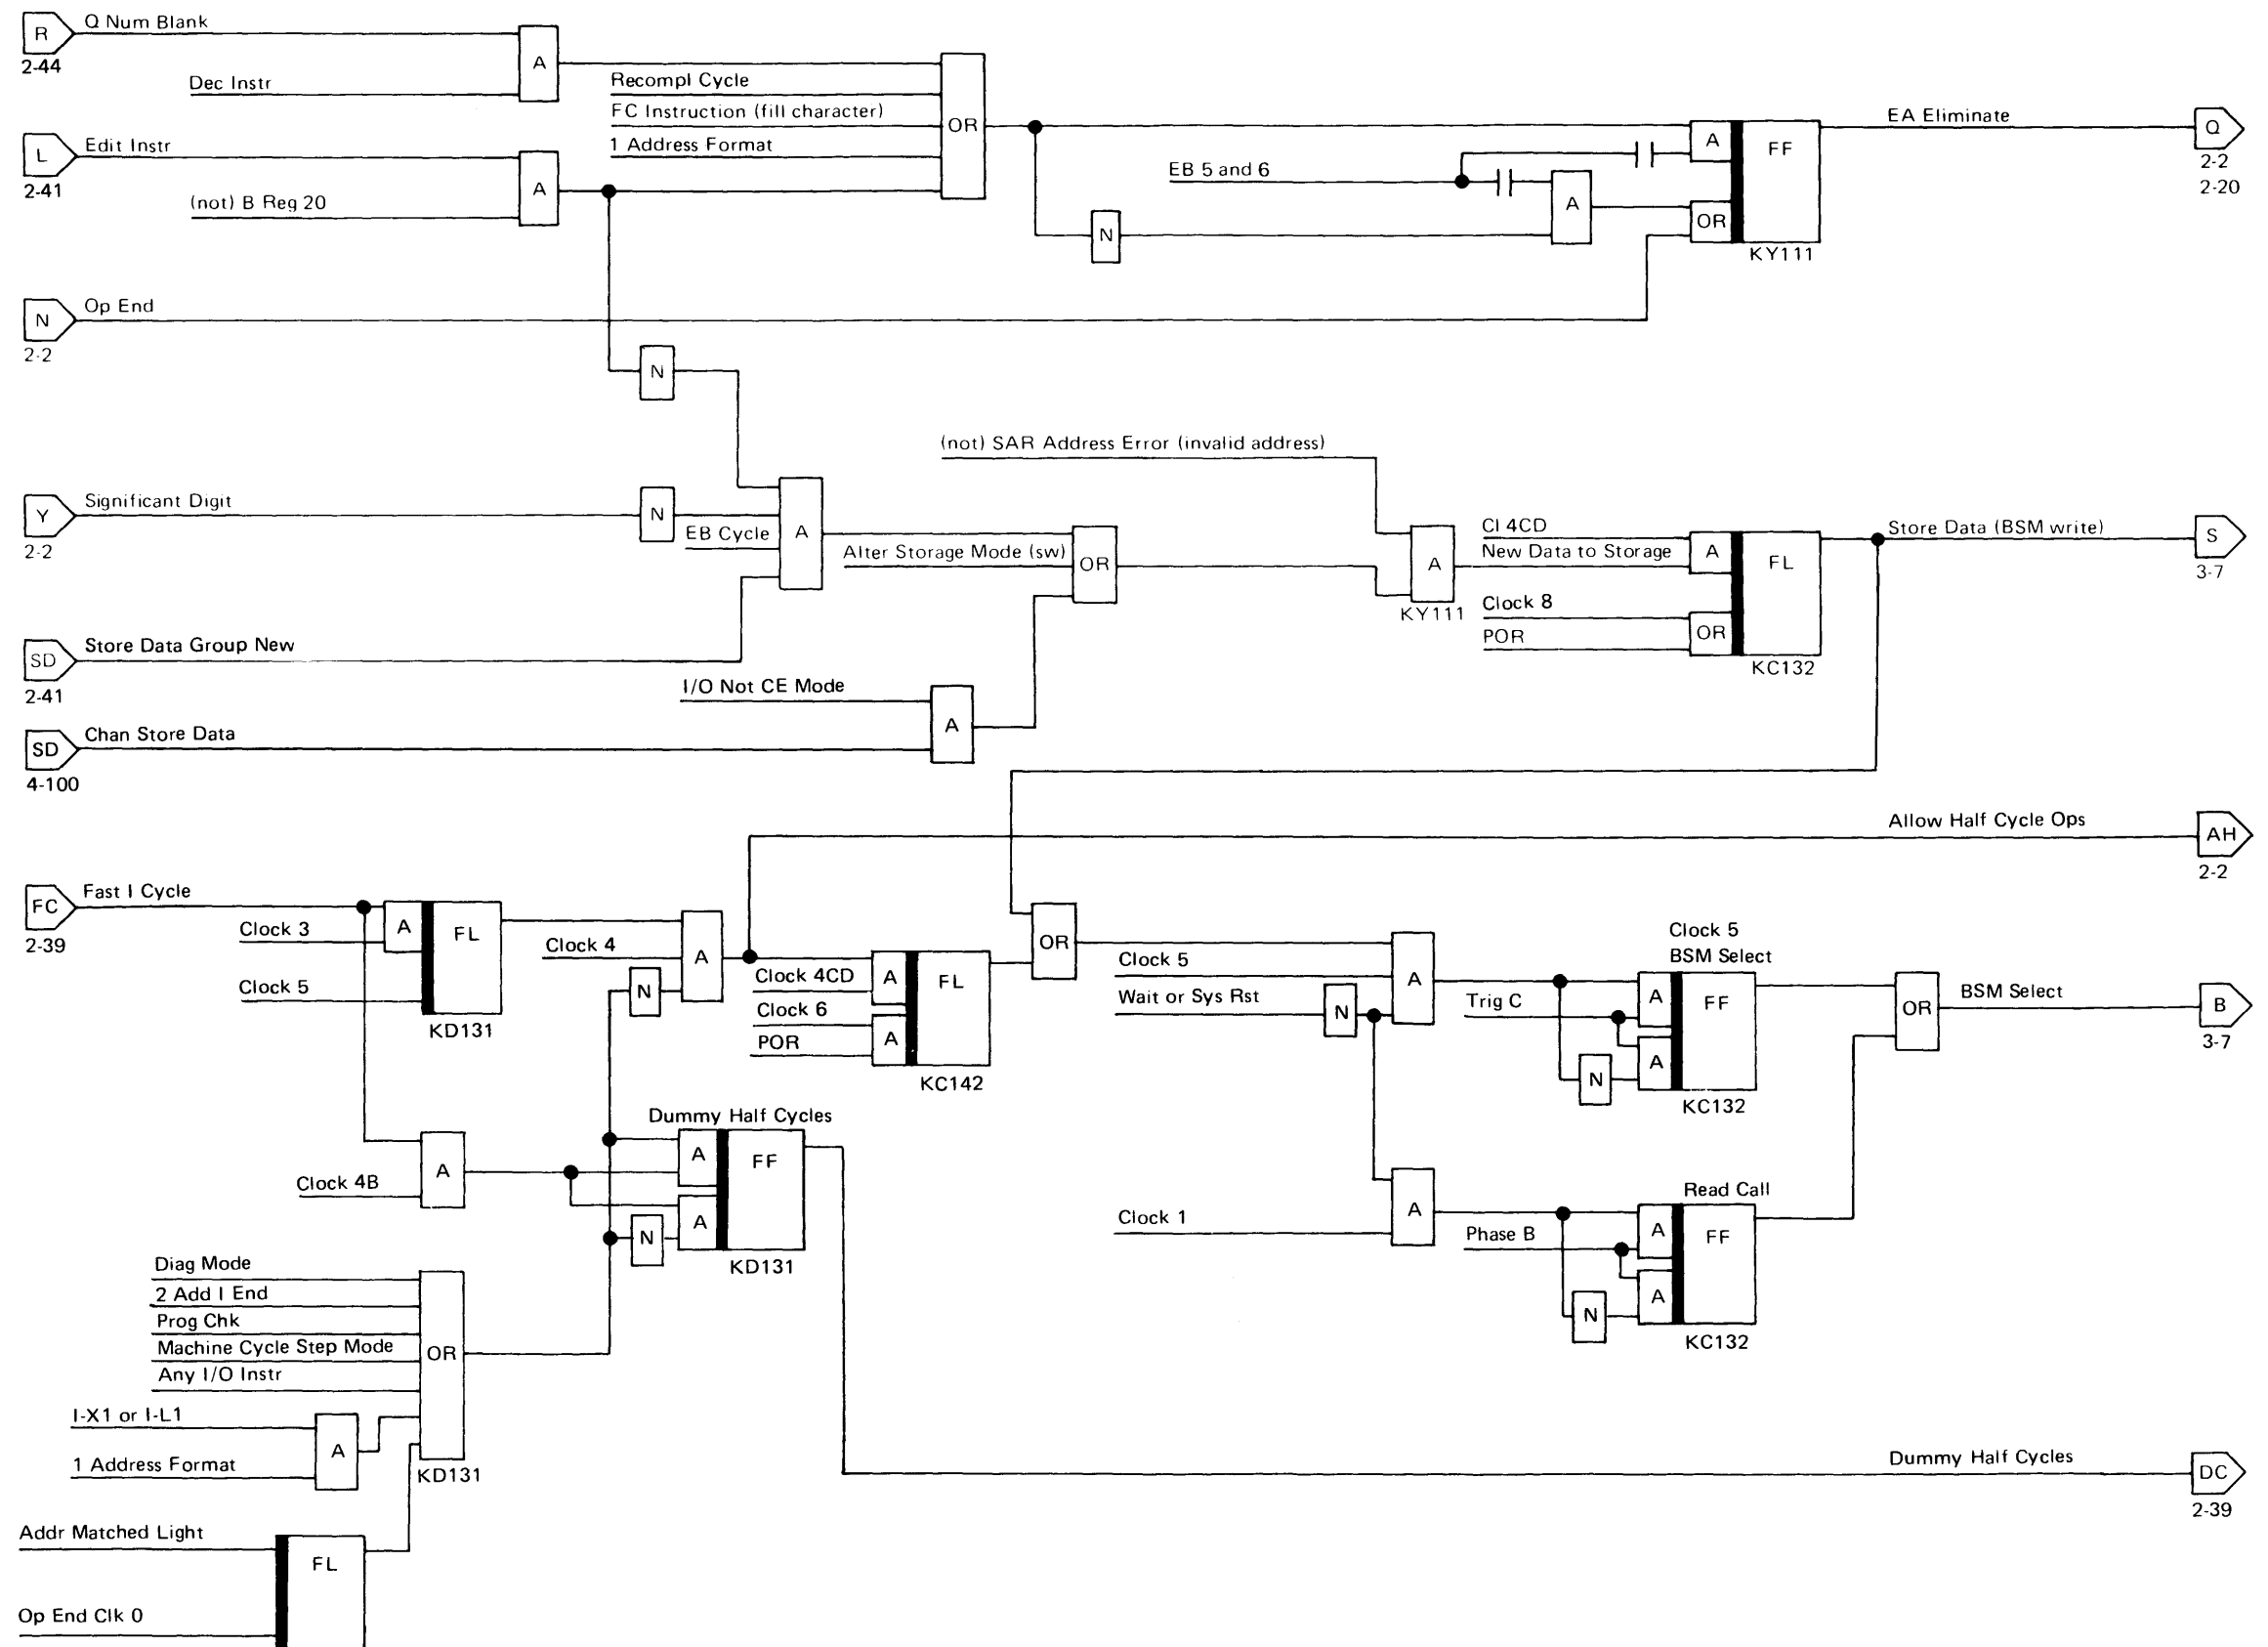 R
Q Num Blank
2-44
A
Dec Instr
Recompl Cycle
FC Instruction (fill character)
1 Address Format
OR
L
Edit Instr
2-41
A
(not) B Reg 20
EB 5 and 6
N
A
A
OR
FF
KY111
EA Eliminate
Q
2-2
2-20
N
Op End
2-2
N
Y
Significant Digit
2-2
N
EB Cycle
A
(not) SAR Address Error (invalid address)
Alter Storage Mode (sw)
OR
A
KY111
CI 4CD
New Data to Storage
Clock 8
POR
A
OR
FL
KC132
Store Data (BSM write)
S
3-7
SD
Store Data Group New
2-41
I/O Not CE Mode
A
SD
Chan Store Data
4-100
Allow Half Cycle Ops
AH
2-2
FC
Fast I Cycle
2-39
Clock 3
Clock 5
A
FL
KD131
Clock 4
N
A
Clock 4CD
Clock 6
POR
A
A
FL
KC142
OR
Clock 5
Wait or Sys Rst
N
A
Trig C
Clock 5
BSM Select
A
A
N
FF
KC132
OR
BSM Select
B
3-7
Clock 4B
A
Dummy Half Cycles
A
A
N
FF
KD131
Clock 1
A
Phase B
Read Call
A
A
N
FF
KC132
Diag Mode
2 Add I End
Prog Chk
Machine Cycle Step Mode
Any I/O Instr
OR
I-X1 or I-L1
1 Address Format
A
KD131
Dummy Half Cycles
DC
2-39
Addr Matched Light
FL
Op End Clk 0